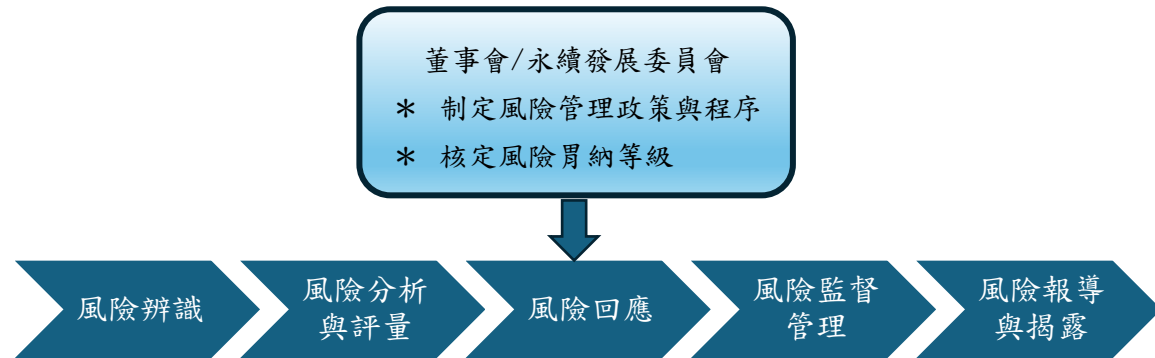 董事會/永續發展委員會
＊ 制定風險管理政策與程序
＊ 核定風險胃納等級
風險辨識
風險分析
與評量
風險回應
風險監督
管理
風險報導
與揭露